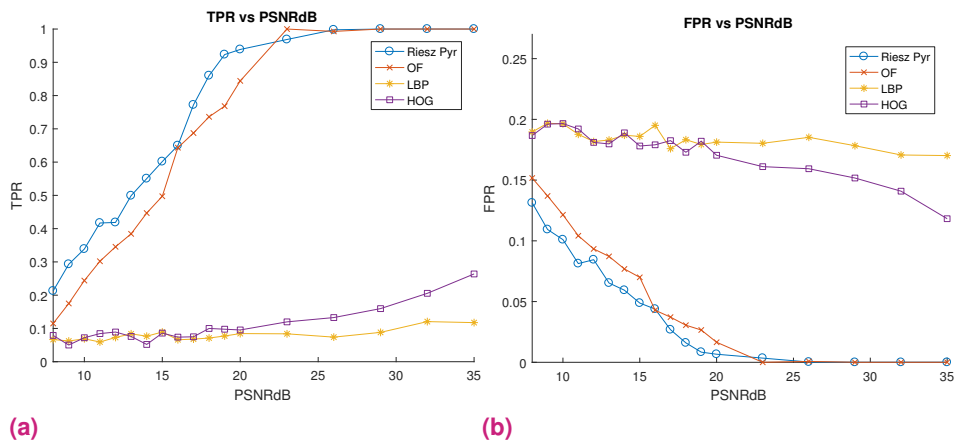 TPR vs PSNRdB
1
0.9
0.8
0.7
0.6
0.5
0.4
0.3
0.2
0.1
0
TPR
10
15
20
25
30
35
PSNRdB
Riesz Pyr
OF
LBP
HOG
(a)
FPR vs PSNRdB
0.25
0.2
0.15
0.1
0.05
0
FPR
10
15
20
25
30
35
PSNRdB
Riesz Pyr
OF
LBP
HOG
(b)